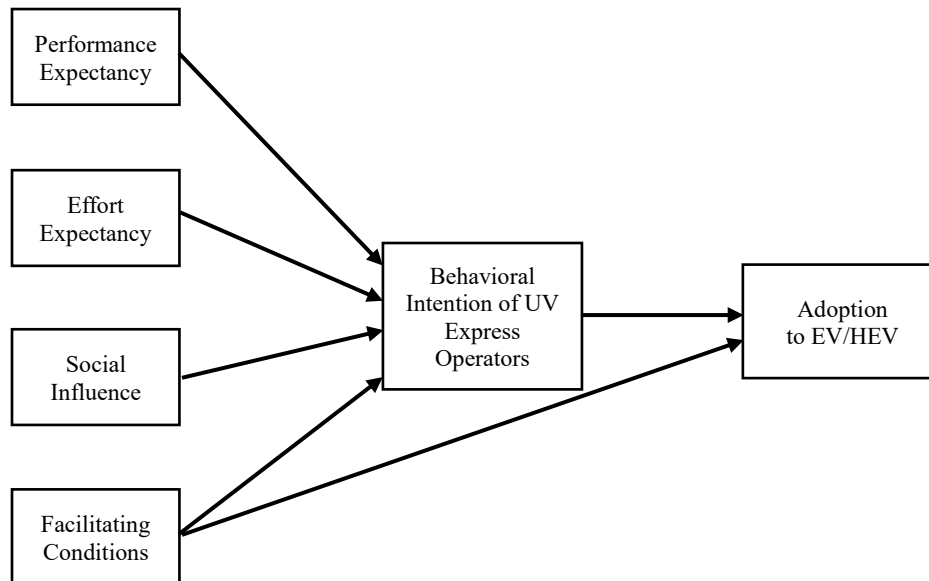 Performance
Expectancy
Effort
Expectancy
Social
Influence
Facilitating
Conditions
Behavioral
Intention of UV
Express
Operators
Adoption
to EV/HEV